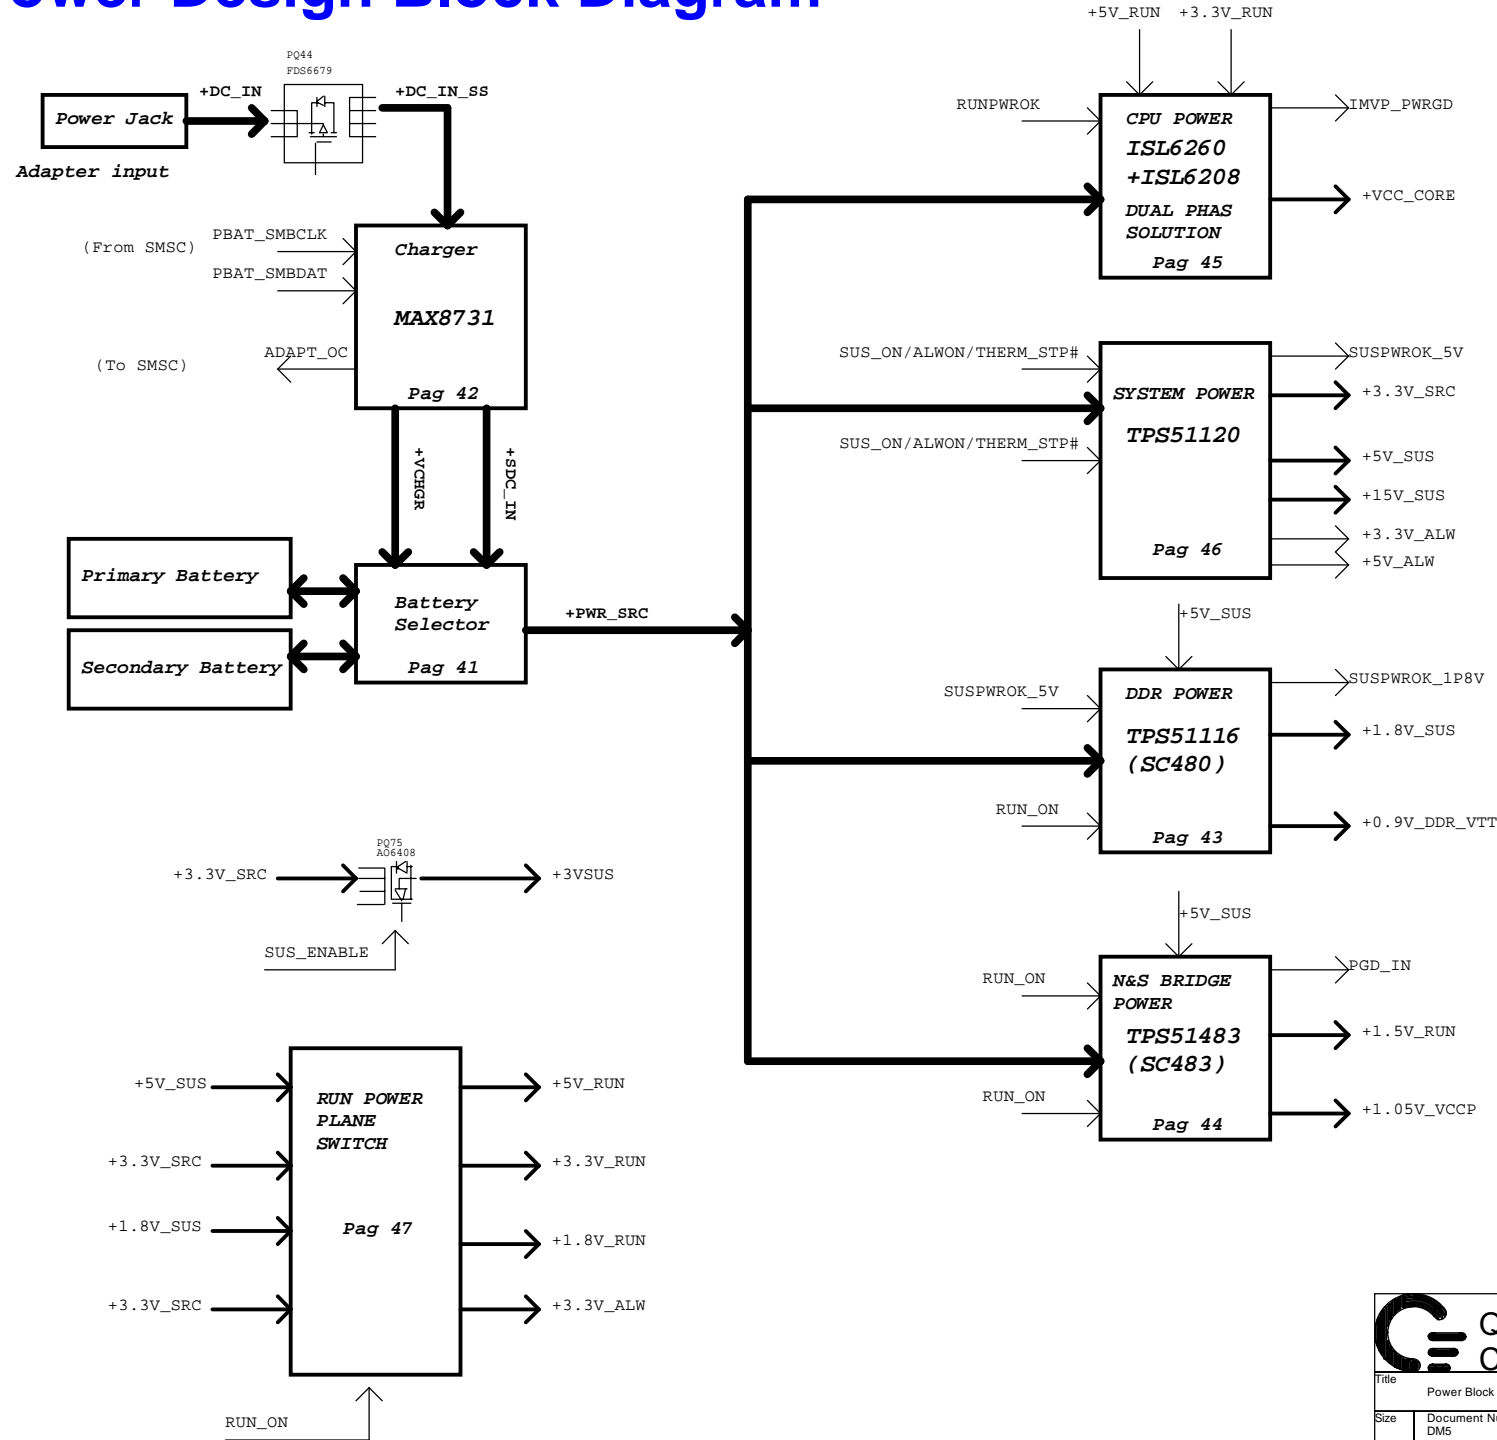 Power Design Block Diagram
PQ44
FDS6679
+DC_IN
+DC_IN_SS
Power Jack
Adapter input
(From SMSC)
PBAT_SMBCLK
PBAT_SMBDAT
(To SMSC)
ADAPT_OC
Charger
MAX8731
Pag 42
+VCHGR
+SDC_IN
Primary Battery
Secondary Battery
Battery
Selector
Pag 41
+PWR_SRC
+5V_RUN
+3.3V_RUN
RUNPWROK
CPU POWER
ISL6260
+ISL6208
DUAL PHAS
SOLUTION
Pag 45
IMVP_PWRGD
+VCC_CORE
SUS_ON/ALWON/THERM_STP#
SUS_ON/ALWON/THERM_STP#
SYSTEM POWER
TPS51120
Pag 46
SUSPWROK_5V
+3.3V_SRC
+5V_SUS
+15V_SUS
+3.3V_ALW
+5V_ALW
+5V_SUS
SUSPWROK_5V
RUN_ON
DDR POWER
TPS51116
(SC480)
Pag 43
SUSPWROK_1P8V
+1.8V_SUS
+0.9V_DDR_VTT
+5V_SUS
RUN_ON
RUN_ON
N&S BRIDGE
POWER
TPS51483
(SC483)
Pag 44
PGD_IN
+1.5V_RUN
+1.05V_VCCP
PQ75
AO6408
+3.3V_SRC
+3VSUS
SUS_ENABLE
+5V_SUS
+3.3V_SRC
+1.8V_SUS
+3.3V_SRC
RUN POWER
PLANE
SWITCH
Pag 47
+5V_RUN
+3.3V_RUN
+1.8V_RUN
+3.3V_ALW
RUN_ON
Title
Power Block
Size
Document Nu
DM5